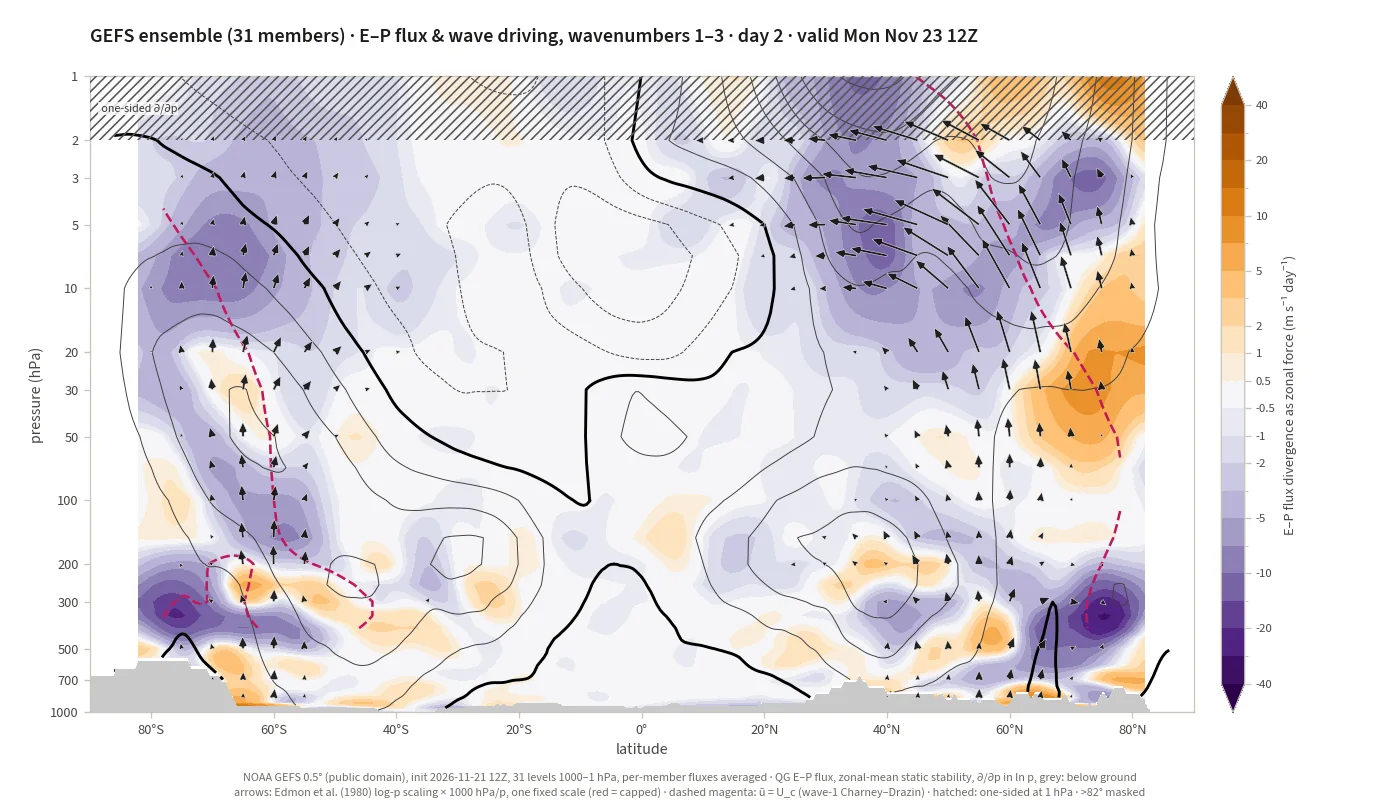 GEFS ensemble (31 members) · E–P flux & wave driving, wavenumbers 1–3 · day 2 · valid Mon Nov 23 12Z
one-sided ∂/∂p
pressure (hPa)
1
2
3
5
10
20
30
50
100
200
300
500
700
1000
80°S
60°S
40°S
20°S
0°
20°N
40°N
60°N
80°N
latitude
40
20
10
5
2
1
0.5
-0.5
-1
-2
-5
-10
-20
-40
E–P flux divergence as zonal force (m s⁻¹ day⁻¹)
NOAA GEFS 0.5° (public domain), init 2026-11-21 12Z, 31 levels 1000–1 hPa, per-member fluxes averaged · QG E–P flux, zonal-mean static stability, ∂/∂p in ln p, grey: below ground
arrows: Edmon et al. (1980) log-p scaling × 1000 hPa/p, one fixed scale (red = capped) · dashed magenta: ū = U_c (wave-1 Charney–Drazin) · hatched: one-sided at 1 hPa · >82° masked